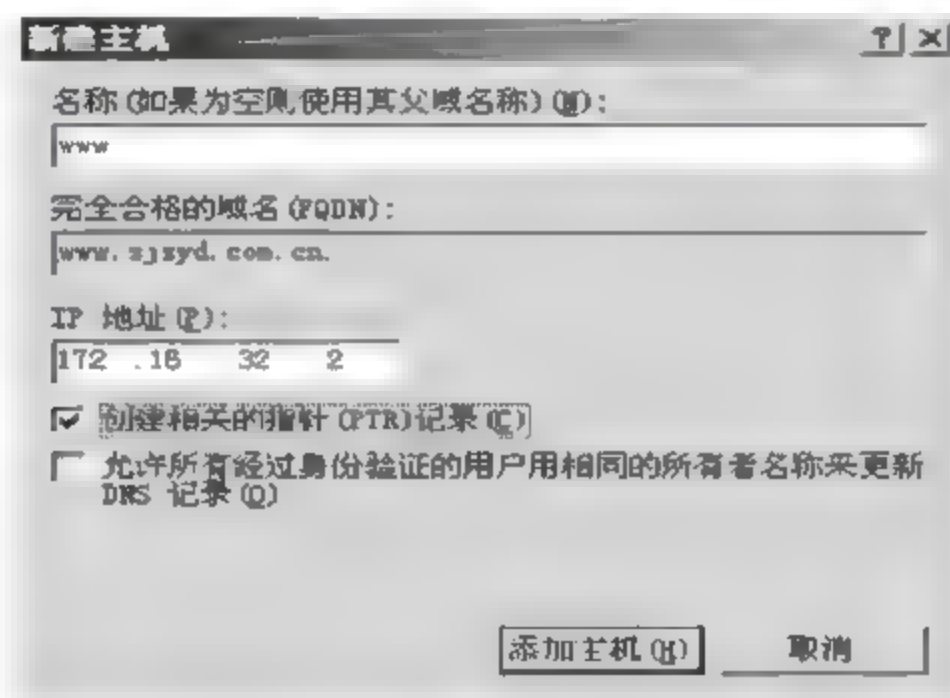 新建主机
名称(如果为空则使用其父域名称)(N):
www
完全合格的域名(FQDN):
www.zjzyd.com.cn.
IP 地址(P):
172 .16 32 2
创建相关的指针(PTR)记录(C)
允许所有经过身份验证的用户用相同的所有者名称来更新
DNS 记录(O)
添加主机(H)
取消